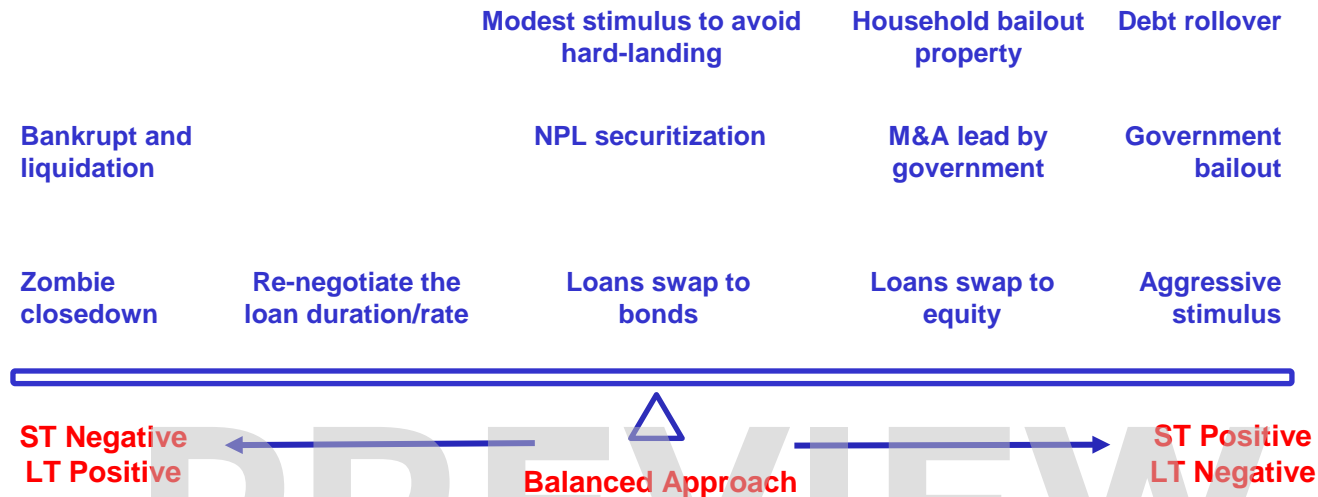 Modest stimulus to avoid
hard-landing
Household bailout
property
Debt rollover
Bankrupt and
liquidation
NPL securitization
M&A lead by
government
Government
bailout
Zombie
closedown
Re-negotiate the
loan duration/rate
Loans swap to
bonds
Loans swap to
equity
Aggressive
stimulus
ST Negative
LT Positive
Balanced Approach
ST Positive
LT Negative
PREVIEW